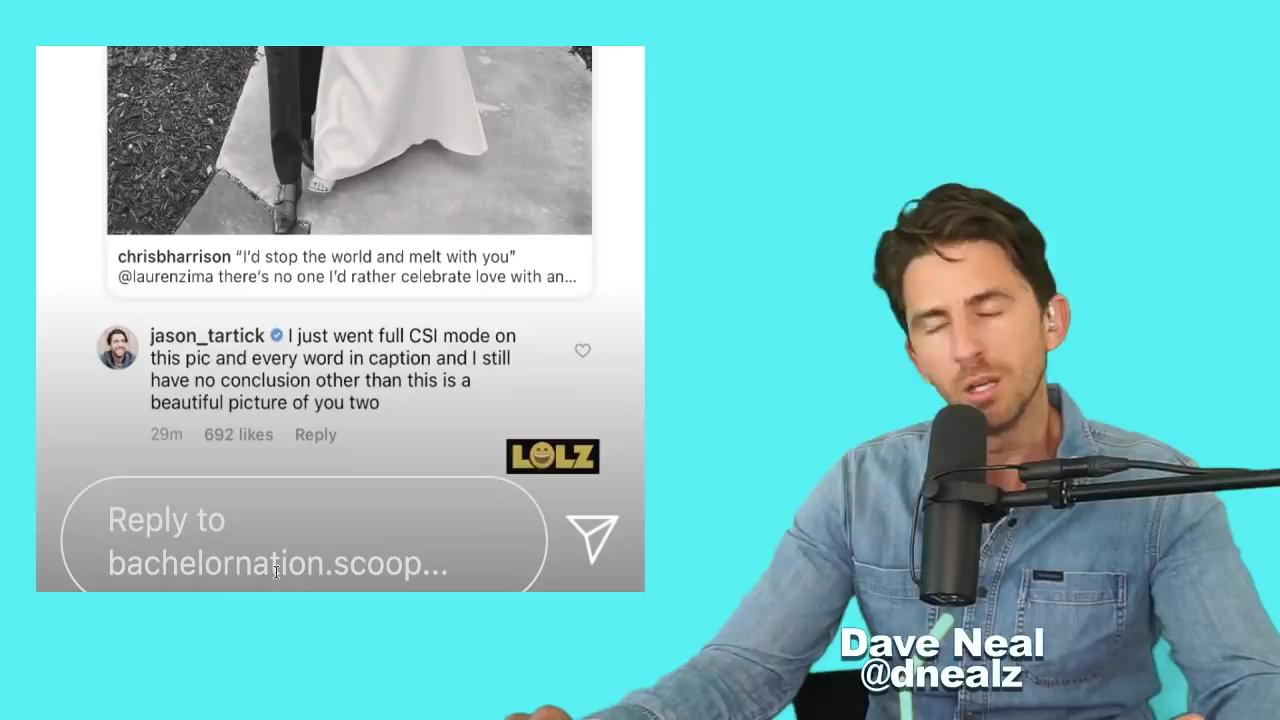 chrisbharrison “I’d stop the world and melt with you”
@laurenzima there’s no one I’d rather celebrate love with an...
jason_tartick I just went full CSI mode on
this pic and every word in caption and I still
have no conclusion other than this is a
beautiful picture of you two
29m 692 likes Reply
LOLZ
Reply to
bachelornation.scoop...
Dave Neal
@dnealz